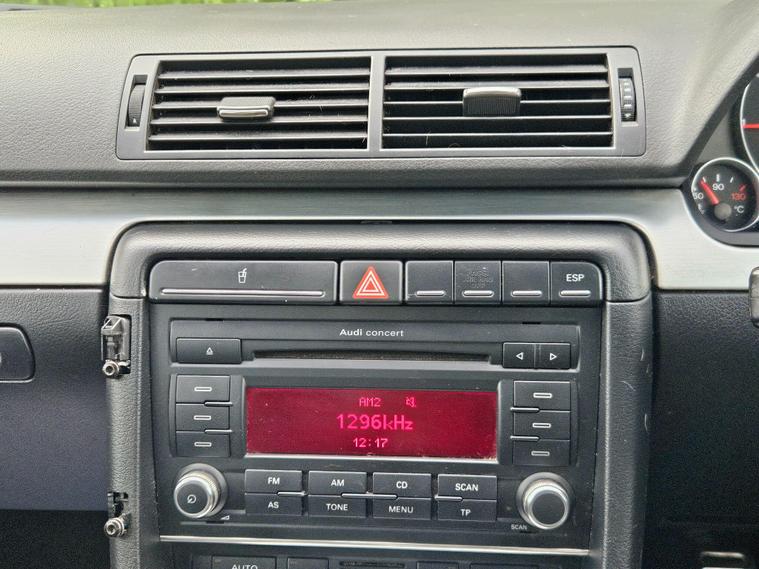 50 90 130
°C
ESP
Audi concert
AM2
1296kHz
12:17
FM AM CD SCAN
AS TONE MENU TP
SCAN
AUTO